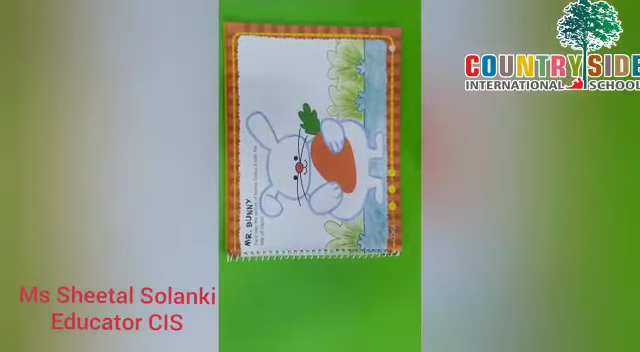 COUNTRY SIDE
INTERNATIONAL SCHOOL
MR. BUNNY
Ms Sheetal Solanki
Educator CIS